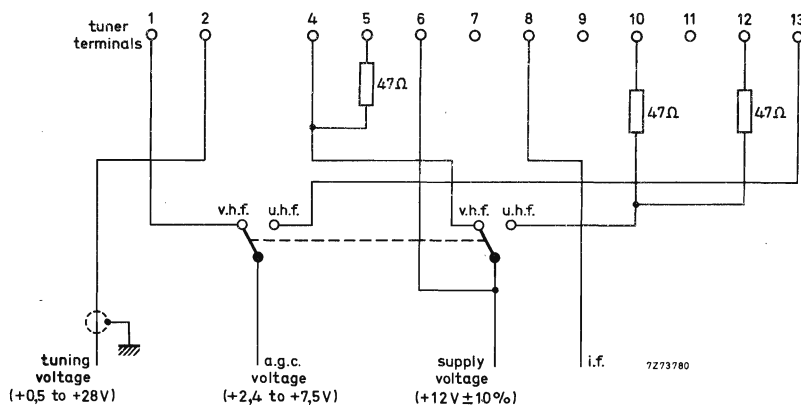 tuner
terminals
1 2 4 5 6 7 8 9 10 11 12 13
47Ω
47Ω
47Ω
v.h.f. u.h.f.
v.h.f. u.h.f.
tuning
voltage
(+0,5 to +28V)
a.g.c.
voltage
(+2,4 to +7,5V)
supply
voltage
(+12V±10%)
i.f.
7Z73780